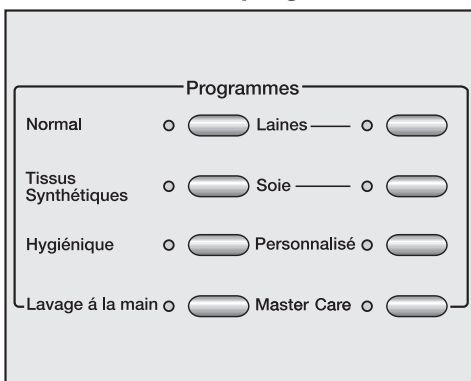 Programmes
Normal
Laines
Tissus
Synthétiques
Soie
Hygiénique
Personnalisé
Lavage á la main
Master Care